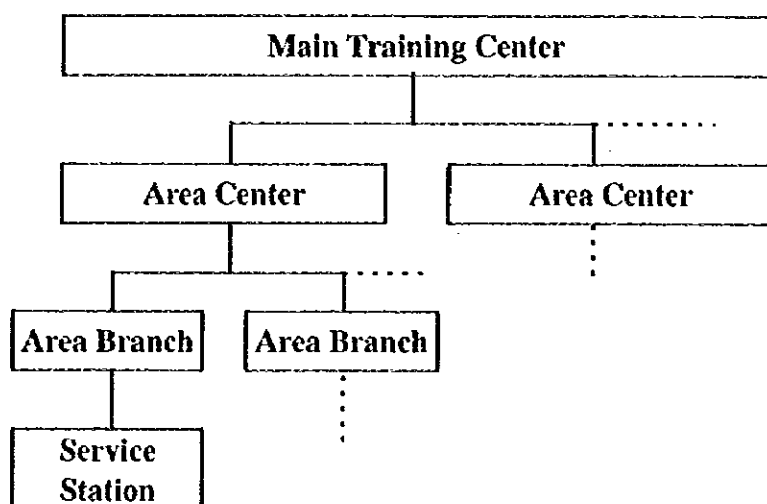 Main Training Center
Area Center
Area Center
Area Branch
Area Branch
Service
Station